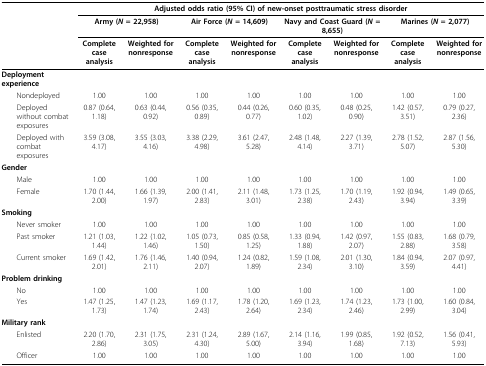 Adjusted odds ratio (95% CI) of new-onset posttraumatic stress disorder
Army (N = 22,958) Air Force (N = 14,609) Navy and Coast Guard (N = 8,655) Marines (N = 2,077)
Complete case analysis Weighted for nonresponse Complete case analysis Weighted for nonresponse Complete case analysis Weighted for nonresponse Complete case analysis Weighted for nonresponse
Deployment experience
Nondeployed 1.00 1.00 1.00 1.00 1.00 1.00 1.00 1.00
Deployed without combat exposures 0.87 (0.64, 1.18) 0.63 (0.44, 0.92) 0.56 (0.35, 0.89) 0.44 (0.26, 0.77) 0.60 (0.35, 1.02) 0.48 (0.25, 0.90) 1.42 (0.57, 3.51) 0.79 (0.27, 2.36)
Deployed with combat exposures 3.59 (3.08, 4.17) 3.55 (3.03, 4.16) 3.38 (2.29, 4.98) 3.61 (2.47, 5.28) 2.48 (1.48, 4.14) 2.27 (1.39, 3.71) 2.78 (1.52, 5.07) 2.87 (1.56, 5.30)
Gender
Male 1.00 1.00 1.00 1.00 1.00 1.00 1.00 1.00
Female 1.70 (1.44, 2.00) 1.66 (1.39, 1.97) 2.00 (1.41, 2.83) 2.11 (1.48, 3.01) 1.73 (1.25, 2.38) 1.70 (1.19, 2.43) 1.92 (0.94, 3.94) 1.49 (0.65, 3.39)
Smoking
Never smoker 1.00 1.00 1.00 1.00 1.00 1.00 1.00 1.00
Past smoker 1.21 (1.03, 1.44) 1.22 (1.02, 1.46) 1.05 (0.73, 1.50) 0.85 (0.58, 1.25) 1.33 (0.94, 1.88) 1.42 (0.97, 2.07) 1.55 (0.83, 2.88) 1.68 (0.79, 3.58)
Current smoker 1.69 (1.42, 2.01) 1.76 (1.46, 2.11) 1.40 (0.94, 2.07) 1.24 (0.82, 1.89) 1.59 (1.08, 2.34) 2.01 (1.30, 3.10) 1.84 (0.94, 3.59) 2.07 (0.97, 4.41)
Problem drinking
No 1.00 1.00 1.00 1.00 1.00 1.00 1.00 1.00
Yes 1.47 (1.25, 1.73) 1.47 (1.23, 1.74) 1.69 (1.17, 2.43) 1.78 (1.20, 2.64) 1.69 (1.23, 2.34) 1.74 (1.23, 2.46) 1.73 (1.00, 2.99) 1.60 (0.84, 3.04)
Military rank
Enlisted 2.20 (1.70, 2.86) 2.31 (1.75, 3.05) 2.31 (1.24, 4.30) 2.89 (1.67, 5.00) 2.14 (1.16, 3.94) 1.99 (0.85, 1.68) 1.92 (0.52, 7.13) 1.56 (0.41, 5.93)
Officer 1.00 1.00 1.00 1.00 1.00 1.00 1.00 1.00